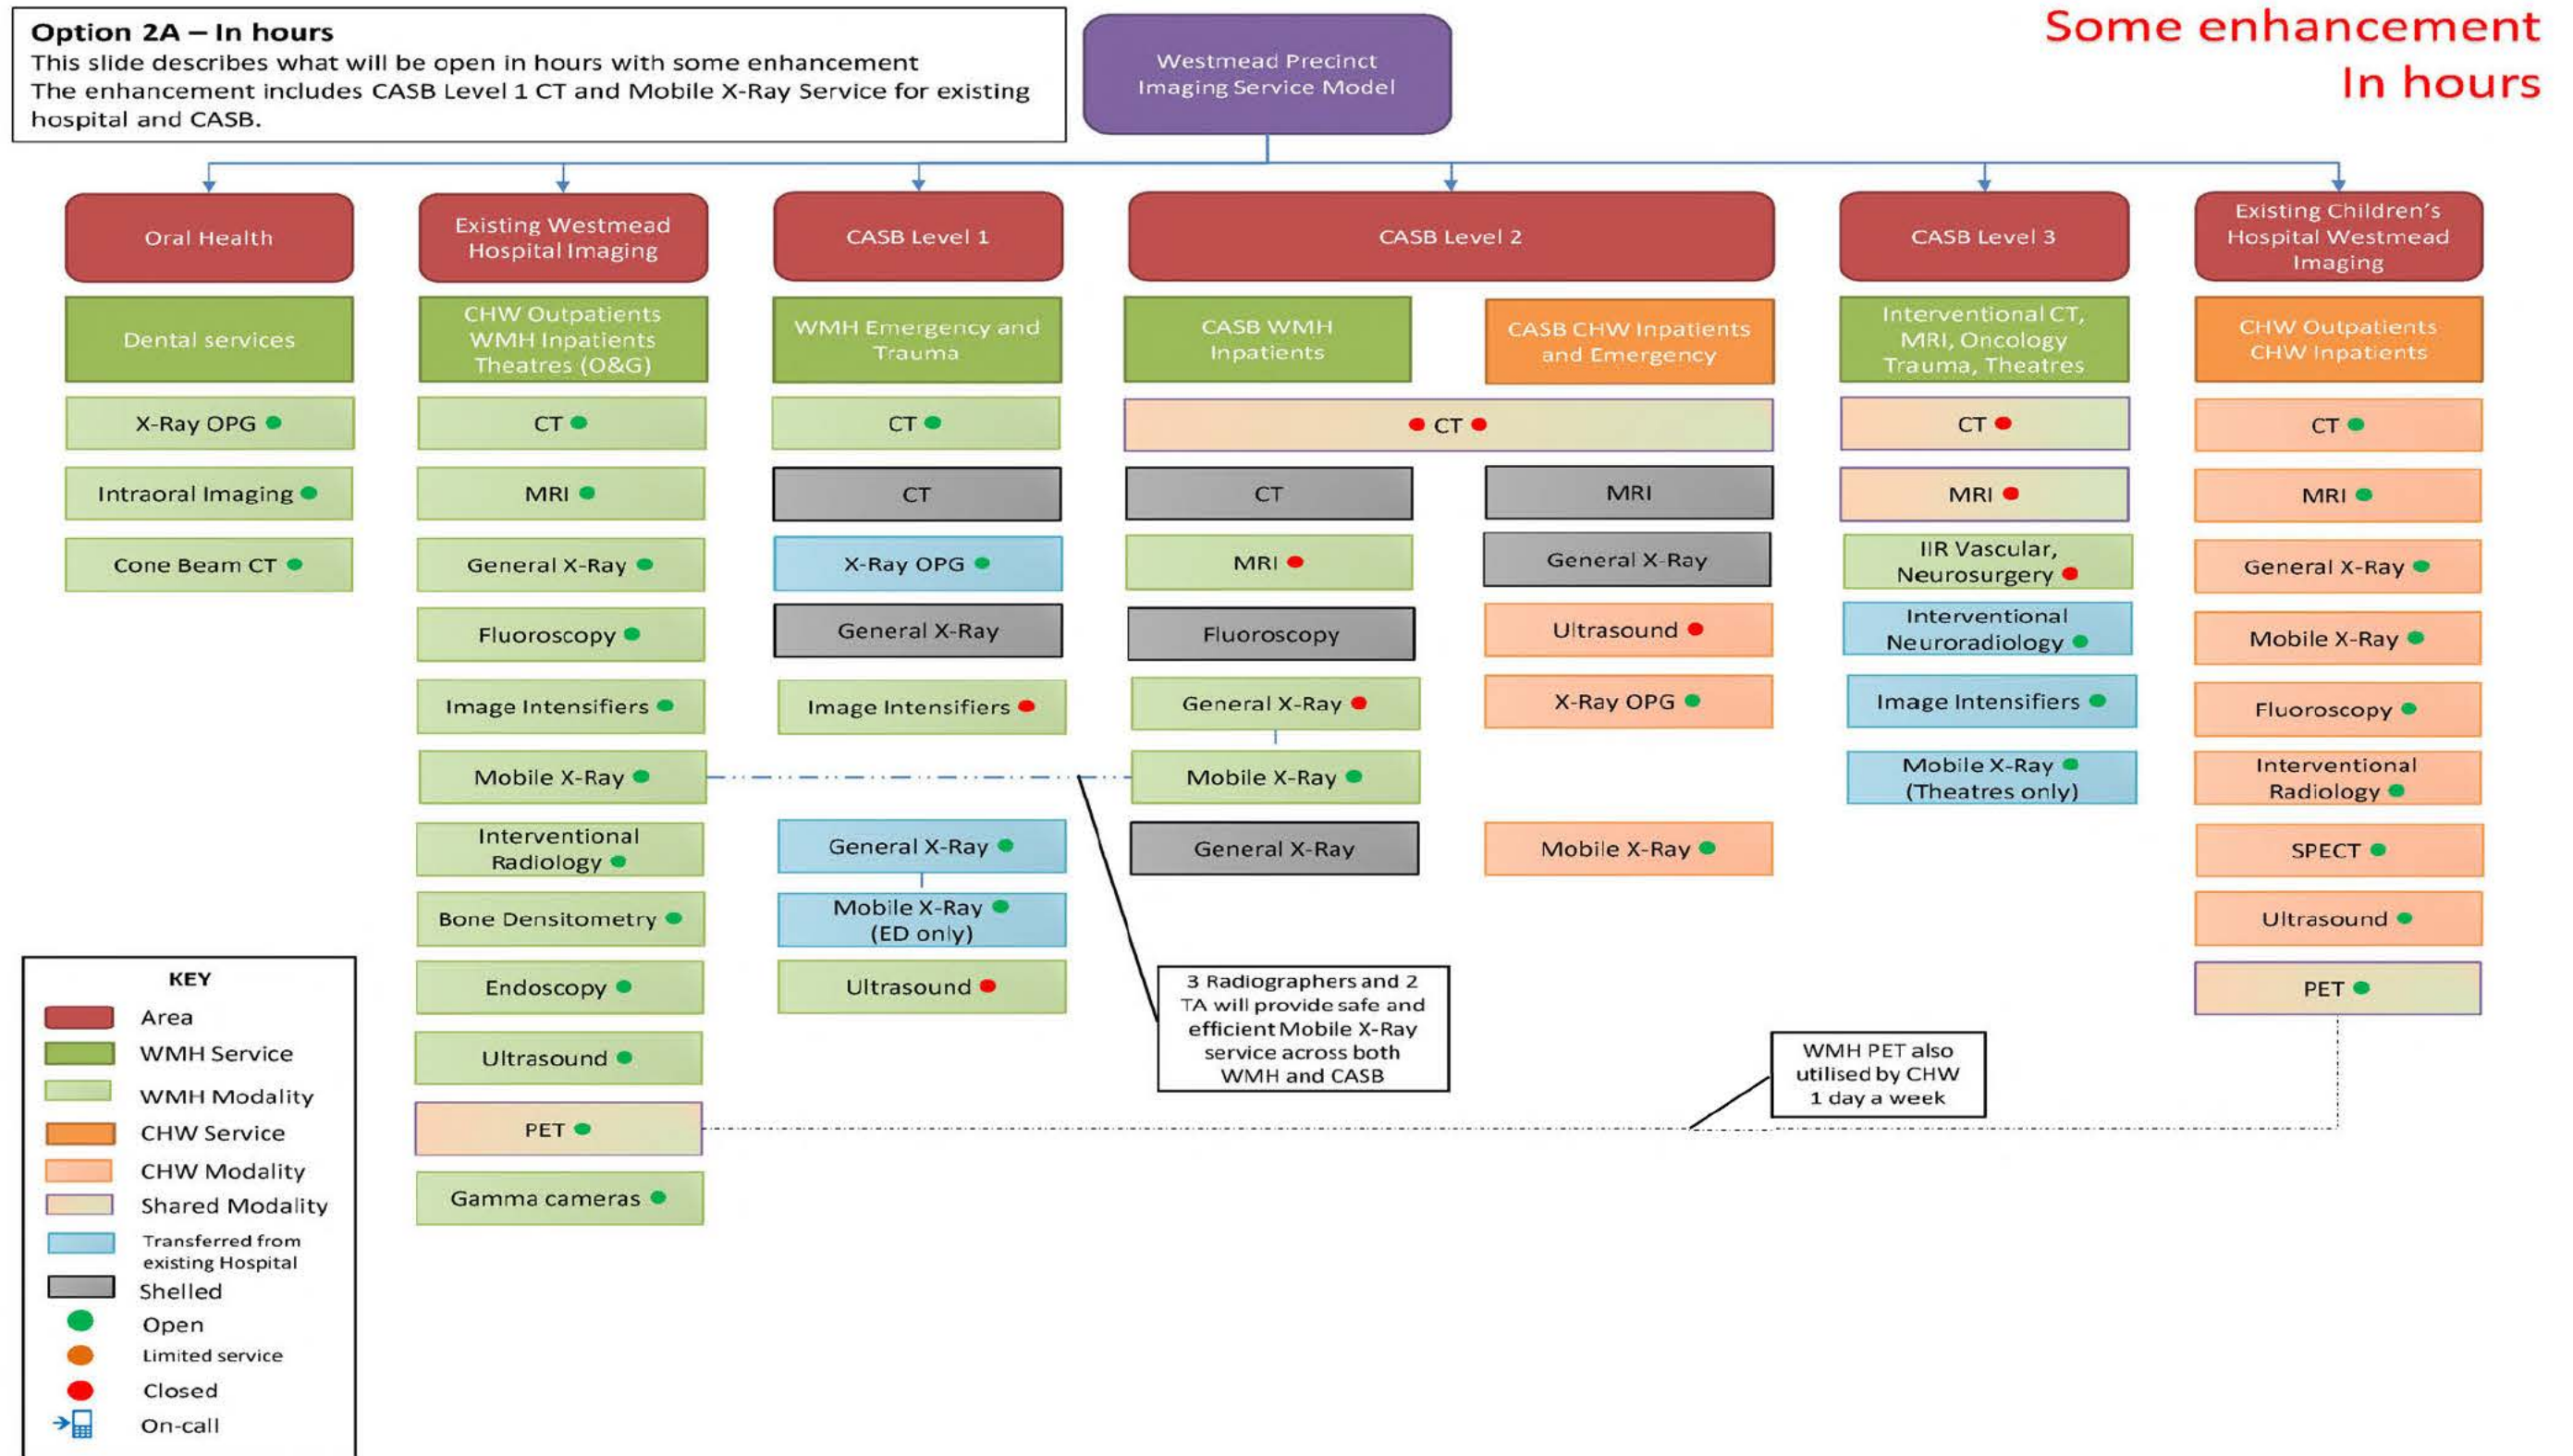 Option 2A – In hours
This slide describes what will be open in hours with some enhancement
The enhancement includes CASB Level 1 CT and Mobile X-Ray Service for existing
hospital and CASB.
Westmead Precinct
Imaging Service Model
Some enhancement
In hours
Oral Health
Dental services
X-Ray OPG
Intraoral Imaging
Cone Beam CT
Existing Westmead
Hospital Imaging
CHW Outpatients
WMH Inpatients
Theatres (O&G)
CT
MRI
General X-Ray
Fluoroscopy
Image Intensifiers
Mobile X-Ray
Interventional
Radiology
Bone Densitometry
Endoscopy
Ultrasound
PET
Gamma cameras
CASB Level 1
WMH Emergency and
Trauma
CT
CT
X-Ray OPG
General X-Ray
Image Intensifiers
General X-Ray
Mobile X-Ray
(ED only)
Ultrasound
CASB Level 2
CASB WMH
Inpatients
CASB CHW Inpatients
and Emergency
CT
CT
MRI
Fluoroscopy
General X-Ray
Mobile X-Ray
General X-Ray
MRI
General X-Ray
Ultrasound
X-Ray OPG
Mobile X-Ray
3 Radiographers and 2
TA will provide safe and
efficient Mobile X-Ray
service across both
WMH and CASB
CASB Level 3
Interventional CT,
MRI, Oncology
Trauma, Theatres
CT
MRI
IIR Vascular,
Neurosurgery
Interventional
Neuroradiology
Image Intensifiers
Mobile X-Ray
(Theatres only)
Existing Children's
Hospital Westmead
Imaging
CHW Outpatients
CHW Inpatients
CT
MRI
General X-Ray
Mobile X-Ray
Fluoroscopy
Interventional
Radiology
SPECT
Ultrasound
PET
WMH PET also
utilised by CHW
1 day a week
KEY
Area
WMH Service
WMH Modality
CHW Service
CHW Modality
Shared Modality
Transferred from
existing Hospital
Shelled
Open
Limited service
Closed
On-call